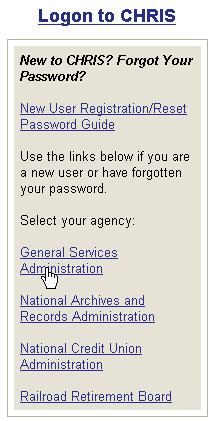 Logon to CHRIS
New to CHRIS? Forgot Your
Password?
New User Registration/Reset
Password Guide
Use the links below if you are
a new user or have forgotten
your password.
Select your agency:
General Services
Administration
National Archives and
Records Administration
National Credit Union
Administration
Railroad Retirement Board